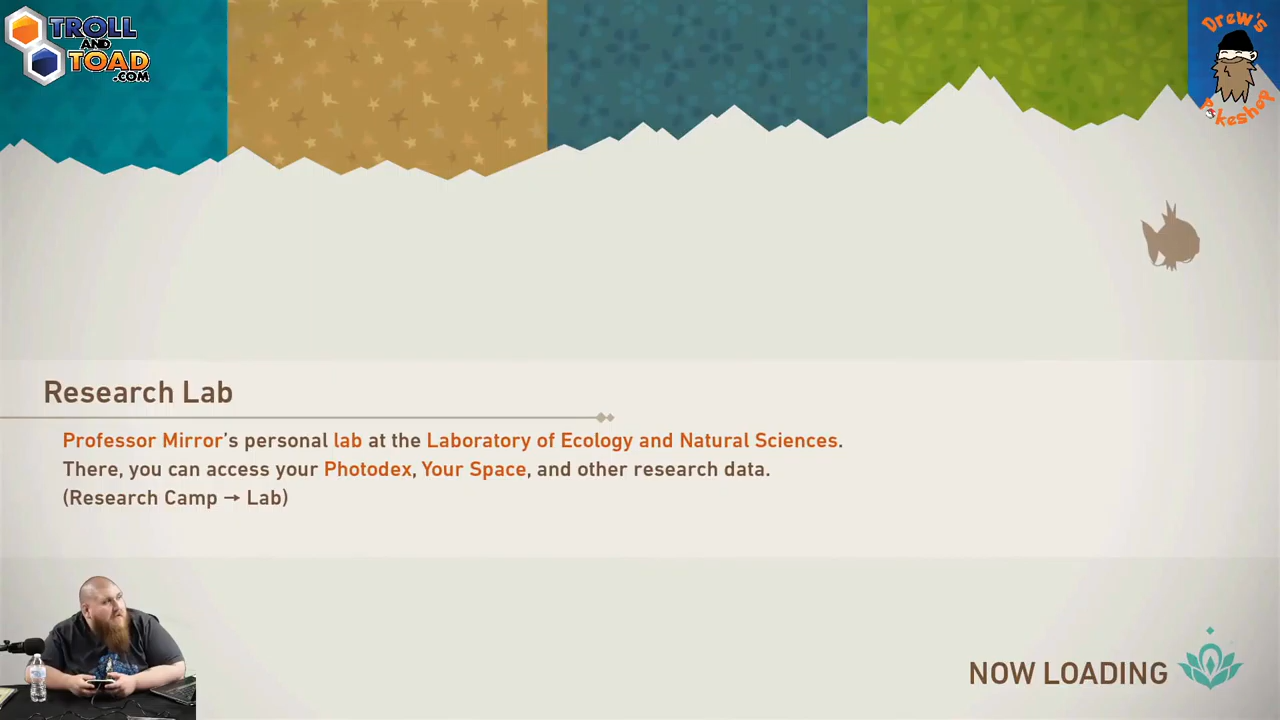 TROLL
AND
TOAD
.COM
Drew's
Pokeshop
Research Lab
Professor Mirror's personal lab at the Laboratory of Ecology and Natural Sciences.
There, you can access your Photodex, Your Space, and other research data.
(Research Camp → Lab)
NOW LOADING